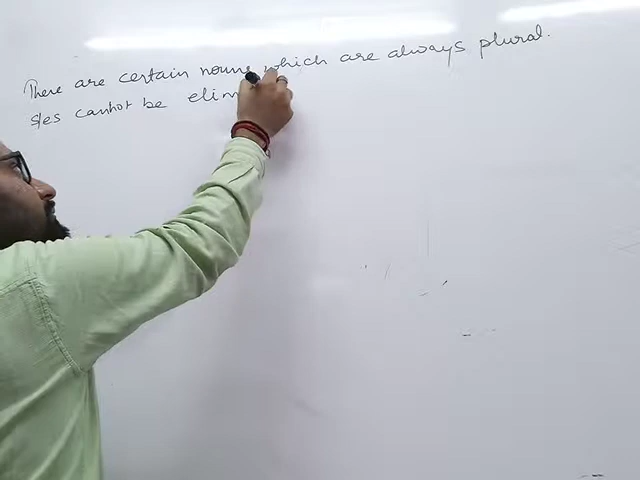 There are certain nouns which are always plural.
s/es cannot be elim